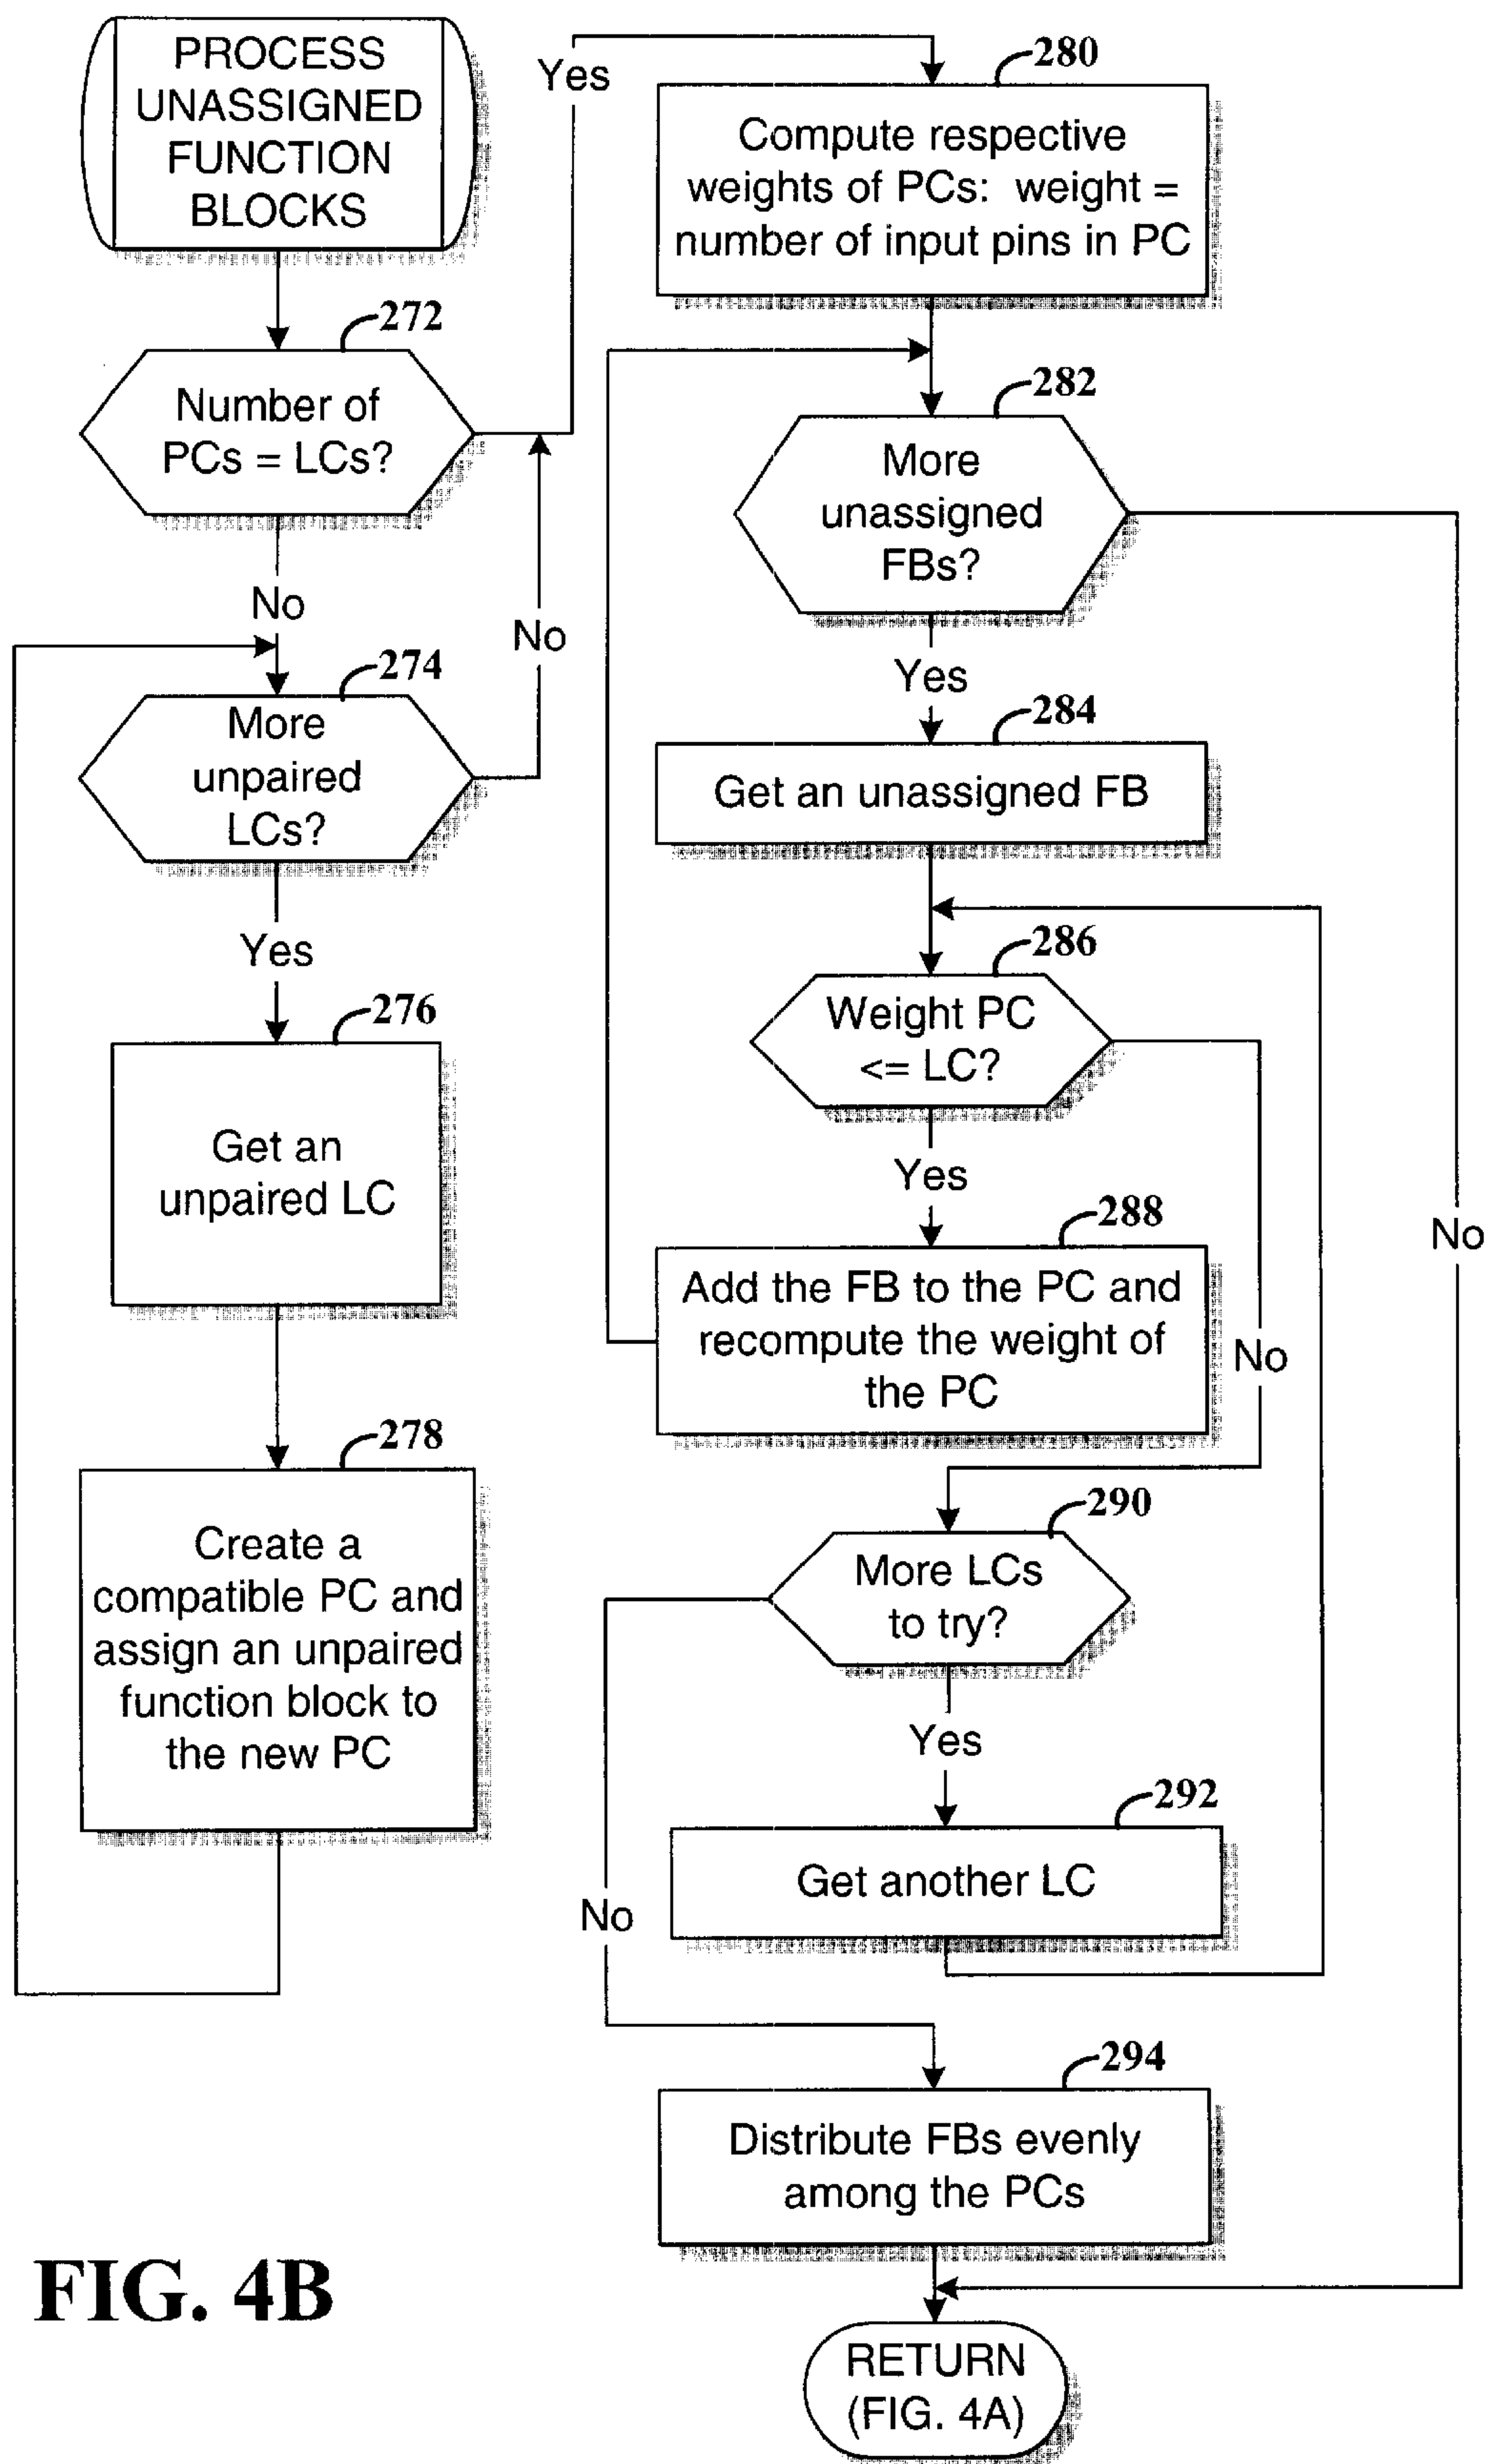 PROCESS
UNASSIGNED
FUNCTION
BLOCKS
272
Number of
PCs = LCs?
Yes
No
274
More
unpaired
LCs?
No
Yes
276
Get an
unpaired LC
278
Create a
compatible PC and
assign an unpaired
function block to
the new PC
280
Compute respective
weights of PCs: weight =
number of input pins in PC
282
More
unassigned
FBs?
Yes
No
284
Get an unassigned FB
286
Weight PC
<= LC?
Yes
No
288
Add the FB to the PC and
recompute the weight of
the PC
290
More LCs
to try?
Yes
No
292
Get another LC
294
Distribute FBs evenly
among the PCs
RETURN
(FIG. 4A)
FIG. 4B